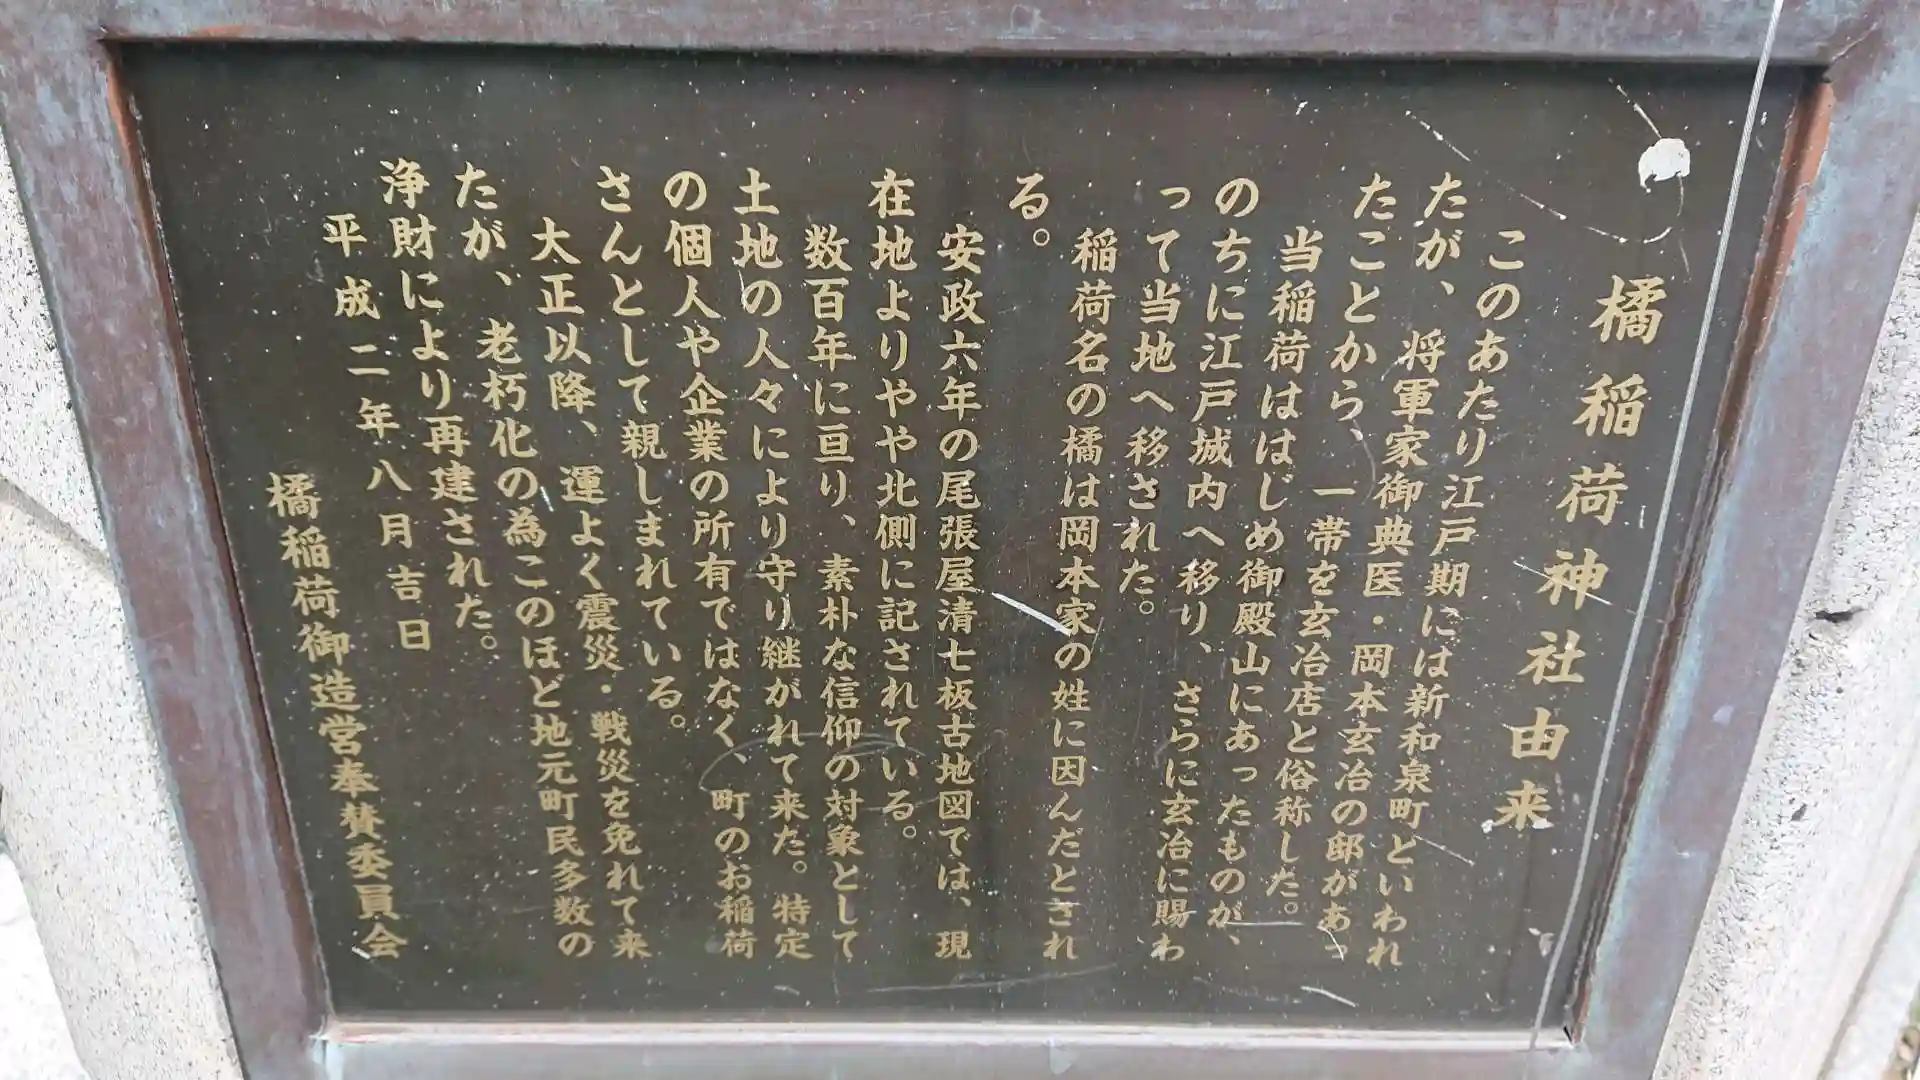 橘稲荷神社由来
このあたり江戸期には新和泉町といわれ
たが、将軍家御典医・岡本玄冶の邸があっ
たことから、一帯を玄冶店と俗称した。
当稲荷ははじめ御殿山にあったものが、
のちに江戸城内へ移り、さらに玄冶に賜わ
って当地へ移された。
稲荷名の橘は岡本家の姓に因んだとされ
る。
安政六年の尾張屋清七板古地図では、現
在地よりやや北側に記されている。
数百年に亘り、素朴な信仰の対象として
土地の人々により守り継がれて来た。特定
の個人や企業の所有ではなく、町のお稲荷
さんとして親しまれている。
大正以降、運よく震災・戦災を免れて来
たが、老朽化の為このほど地元町民多数の
浄財により再建された。
平成二年八月吉日
橘稲荷御造営奉賛委員会